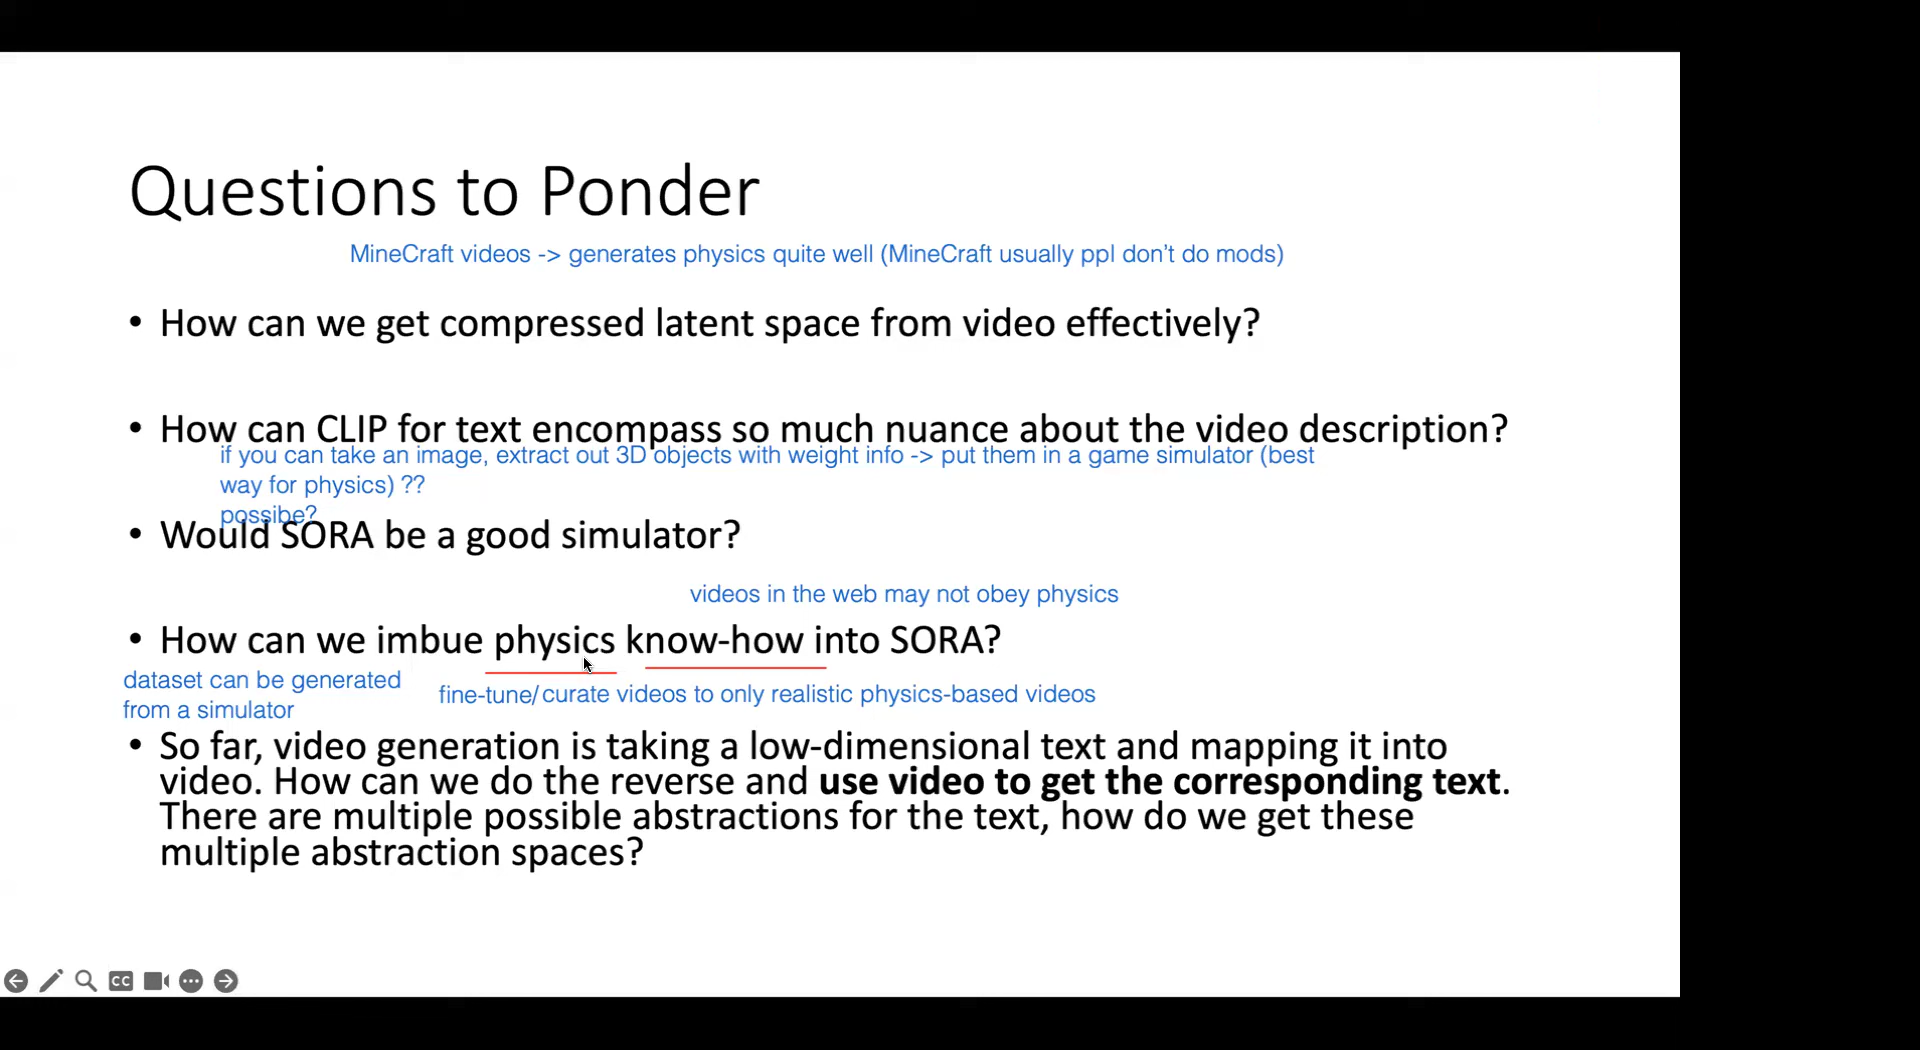 Questions to Ponder
MineCraft videos -> generates physics quite well (MineCraft usually ppl don't do mods)
• How can we get compressed latent space from video effectively?
• How can CLIP for text encompass so much nuance about the video description?
if you can take an image, extract out 3D objects with weight info -> put them in a game simulator (best
way for physics) ??
possibe?
• Would SORA be a good simulator?
videos in the web may not obey physics
• How can we imbue physics know-how into SORA?
dataset can be generated
from a simulator
fine-tune/curate videos to only realistic physics-based videos
• So far, video generation is taking a low-dimensional text and mapping it into
video. How can we do the reverse and use video to get the corresponding text.
There are multiple possible abstractions for the text, how do we get these
multiple abstraction spaces?
CC